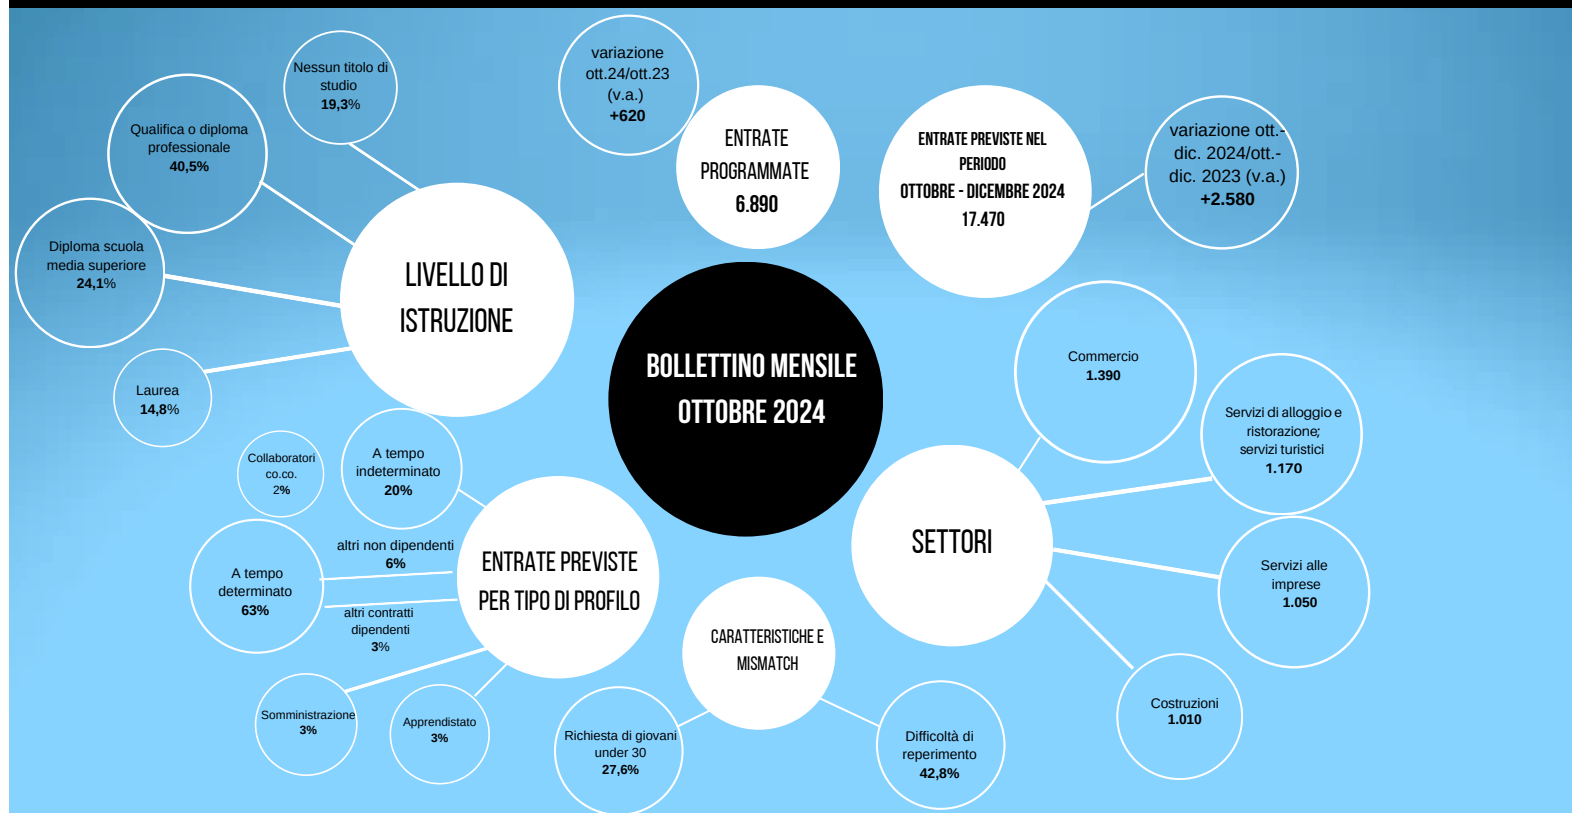 BOLLETTINO MENSILE
OTTOBRE 2024
variazione
ott.24/ott.23
(v.a.)
+620
ENTRATE
PROGRAMMATE
6.890
ENTRATE PREVISTE NEL
PERIODO
OTTOBRE - DICEMBRE 2024
17.470
variazione ott.-
dic. 2024/ott.-
dic. 2023 (v.a.)
+2.580
LIVELLO DI
ISTRUZIONE
Nessun titolo di
studio
19,3%
Qualifica o diploma
professionale
40,5%
Diploma scuola
media superiore
24,1%
Laurea
14,8%
ENTRATE PREVISTE
PER TIPO DI PROFILO
Collaboratori
co.co.
2%
A tempo
indeterminato
20%
altri non dipendenti
6%
A tempo
determinato
63%
altri contratti
dipendenti
3%
Somministrazione
3%
Apprendistato
3%
CARATTERISTICHE E
MISMATCH
Richiesta di giovani
under 30
27,6%
Difficoltà di
reperimento
42,8%
SETTORI
Commercio
1.390
Servizi di alloggio e
ristorazione;
servizi turistici
1.170
Servizi alle
imprese
1.050
Costruzioni
1.010